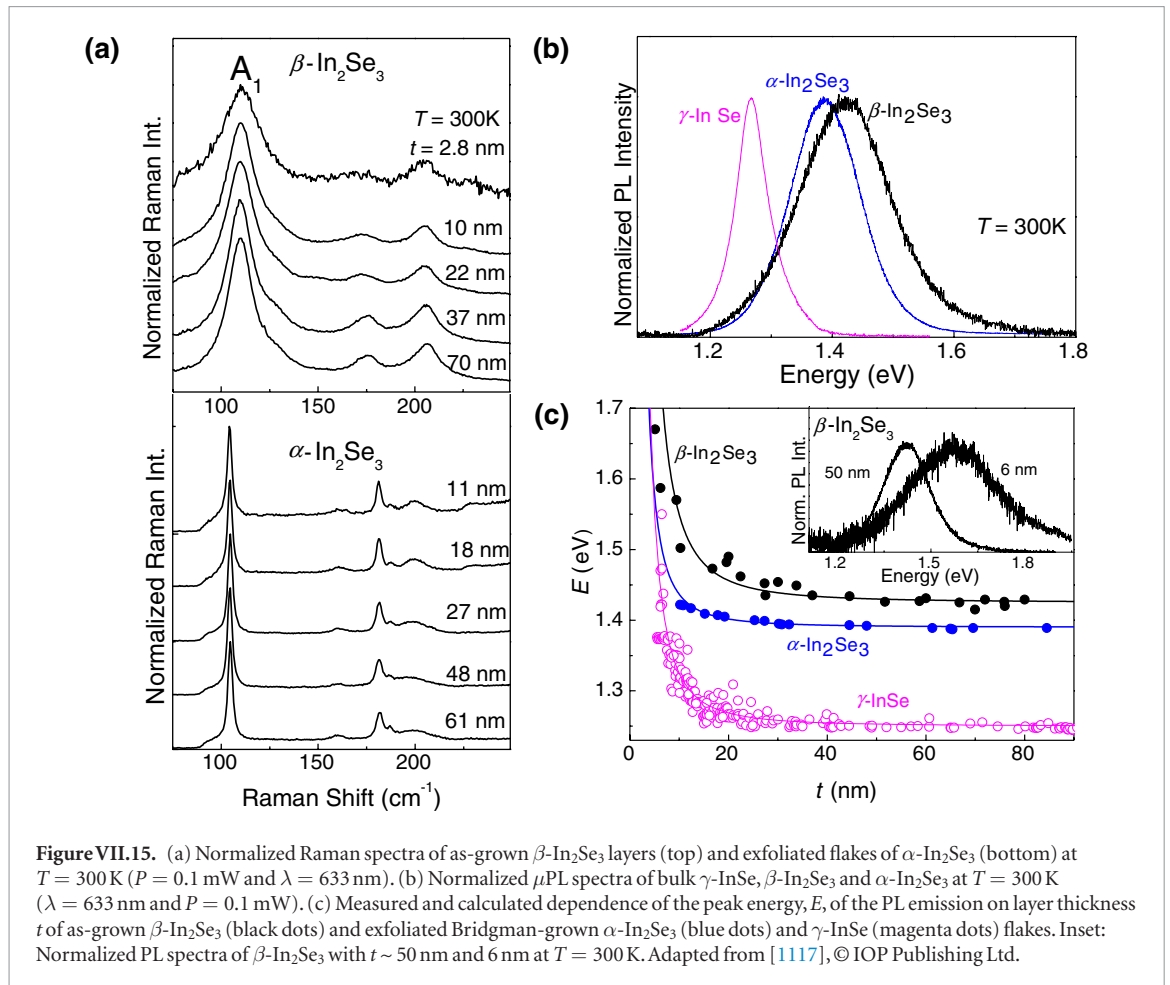 (a)
β-In₂Se₃
A₁
T = 300K
t = 2.8 nm
10 nm
22 nm
37 nm
70 nm
Normalized Raman Int.
100 150 200
α-In₂Se₃
11 nm
18 nm
27 nm
48 nm
61 nm
Normalized Raman Int.
100 150 200
Raman Shift (cm⁻¹)
(b)
α-In₂Se3
γ-In Se
β-In₂Se₃
T = 300K
Normalized PL Intensity
1.2 1.4 1.6 1.8
Energy (eV)
(c)
1.7
1.6
1.5
1.4
1.3
E (eV)
β-In₂Se₃
α-In₂Se₃
γ-InSe
0 20 40 60 80
t (nm)
β-In₂Se₃
50 nm
6 nm
Norm. PL Int.
1.2 1.5 1.8
Energy (eV)
Figure VII.15. (a) Normalized Raman spectra of as-grown β-In₂Se₃ layers (top) and exfoliated flakes of α-In₂Se₃ (bottom) at
T = 300 K (P = 0.1 mW and λ = 633 nm). (b) Normalized μPL spectra of bulk γ-InSe, β-In₂Se₃ and α-In₂Se₃ at T = 300 K
(λ = 633 nm and P = 0.1 mW). (c) Measured and calculated dependence of the peak energy, E, of the PL emission on layer thickness
t of as-grown β-In₂Se₃ (black dots) and exfoliated Bridgman-grown α-In₂Se₃ (blue dots) and γ-InSe (magenta dots) flakes. Inset:
Normalized PL spectra of β-In₂Se₃ with t ~ 50 nm and 6 nm at T = 300 K. Adapted from [1117], © IOP Publishing Ltd.